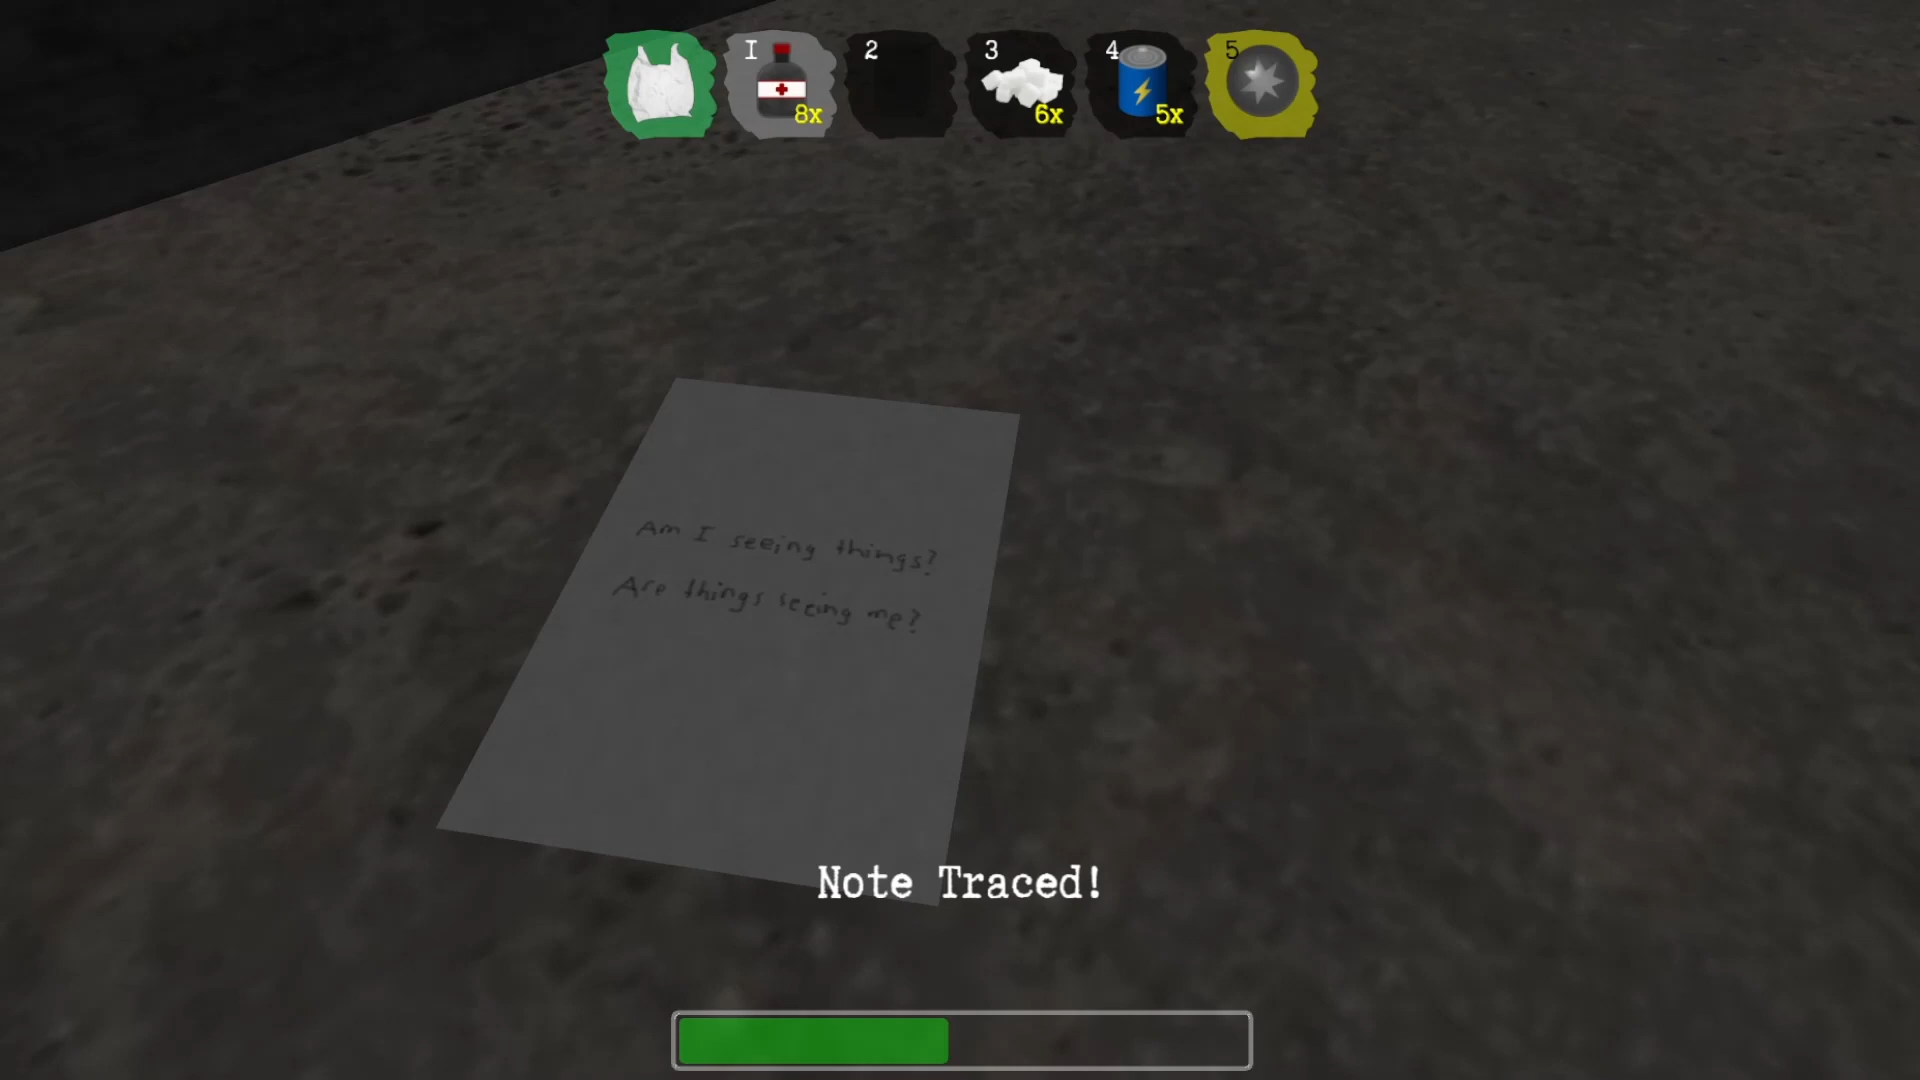 1 8x 2 3 6x 4 5x 5
Am I seeing things?
Are things seeing me?
Note Traced!